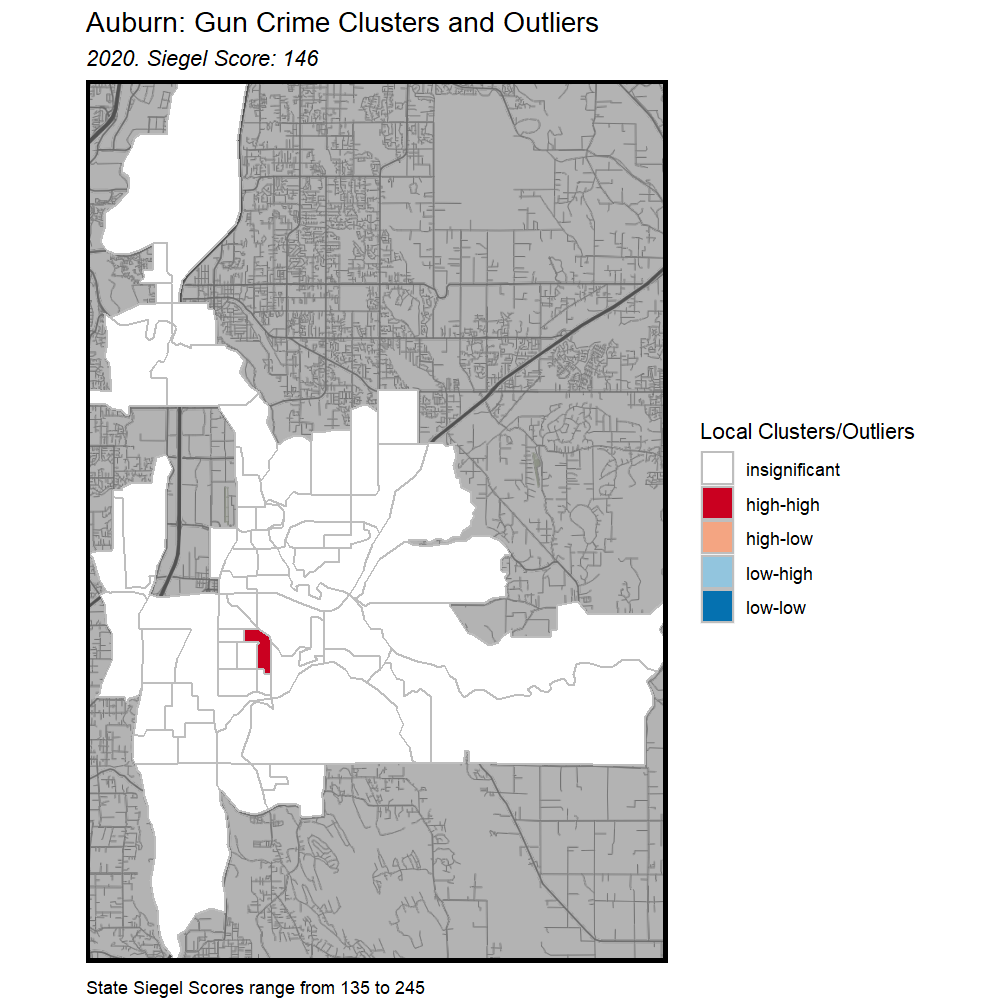 Auburn: Gun Crime Clusters and Outliers
2020. Siegel Score: 146
Local Clusters/Outliers
insignificant
high-high
high-low
low-high
low-low
State Siegel Scores range from 135 to 245